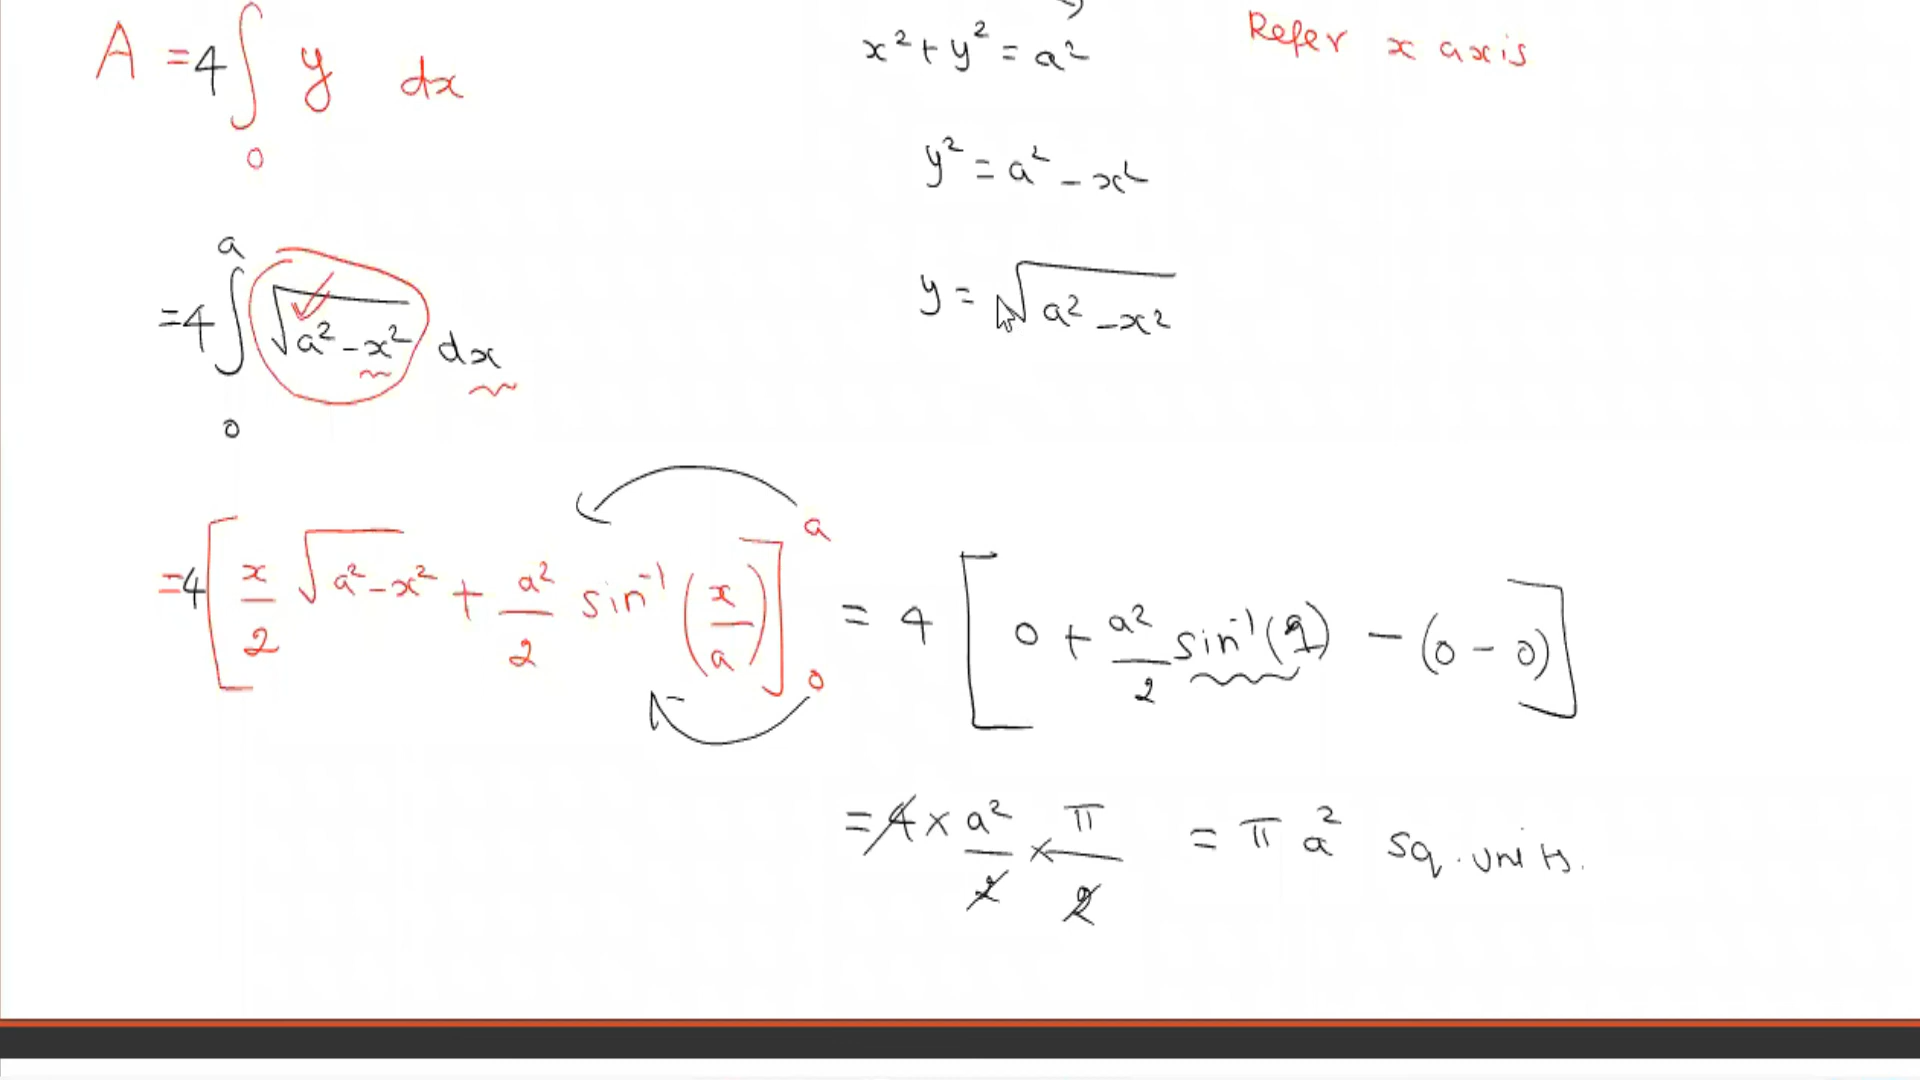 A = 4 ∫₀ y dx
x² + y² = a²
Refer x axis
y² = a² – x²
= 4 ∫₀ᵃ √(a² – x²) dx
y = √(a² – x²)
= 4 [ x/2 √(a² – x²) + a²/2 sin⁻¹ (x/a) ]₀ᵃ = 4 [ 0 + a²/2 sin⁻¹(1) – (0 – 0) ]
= 4 × a²/2 × π/2 = π a² sq. units.